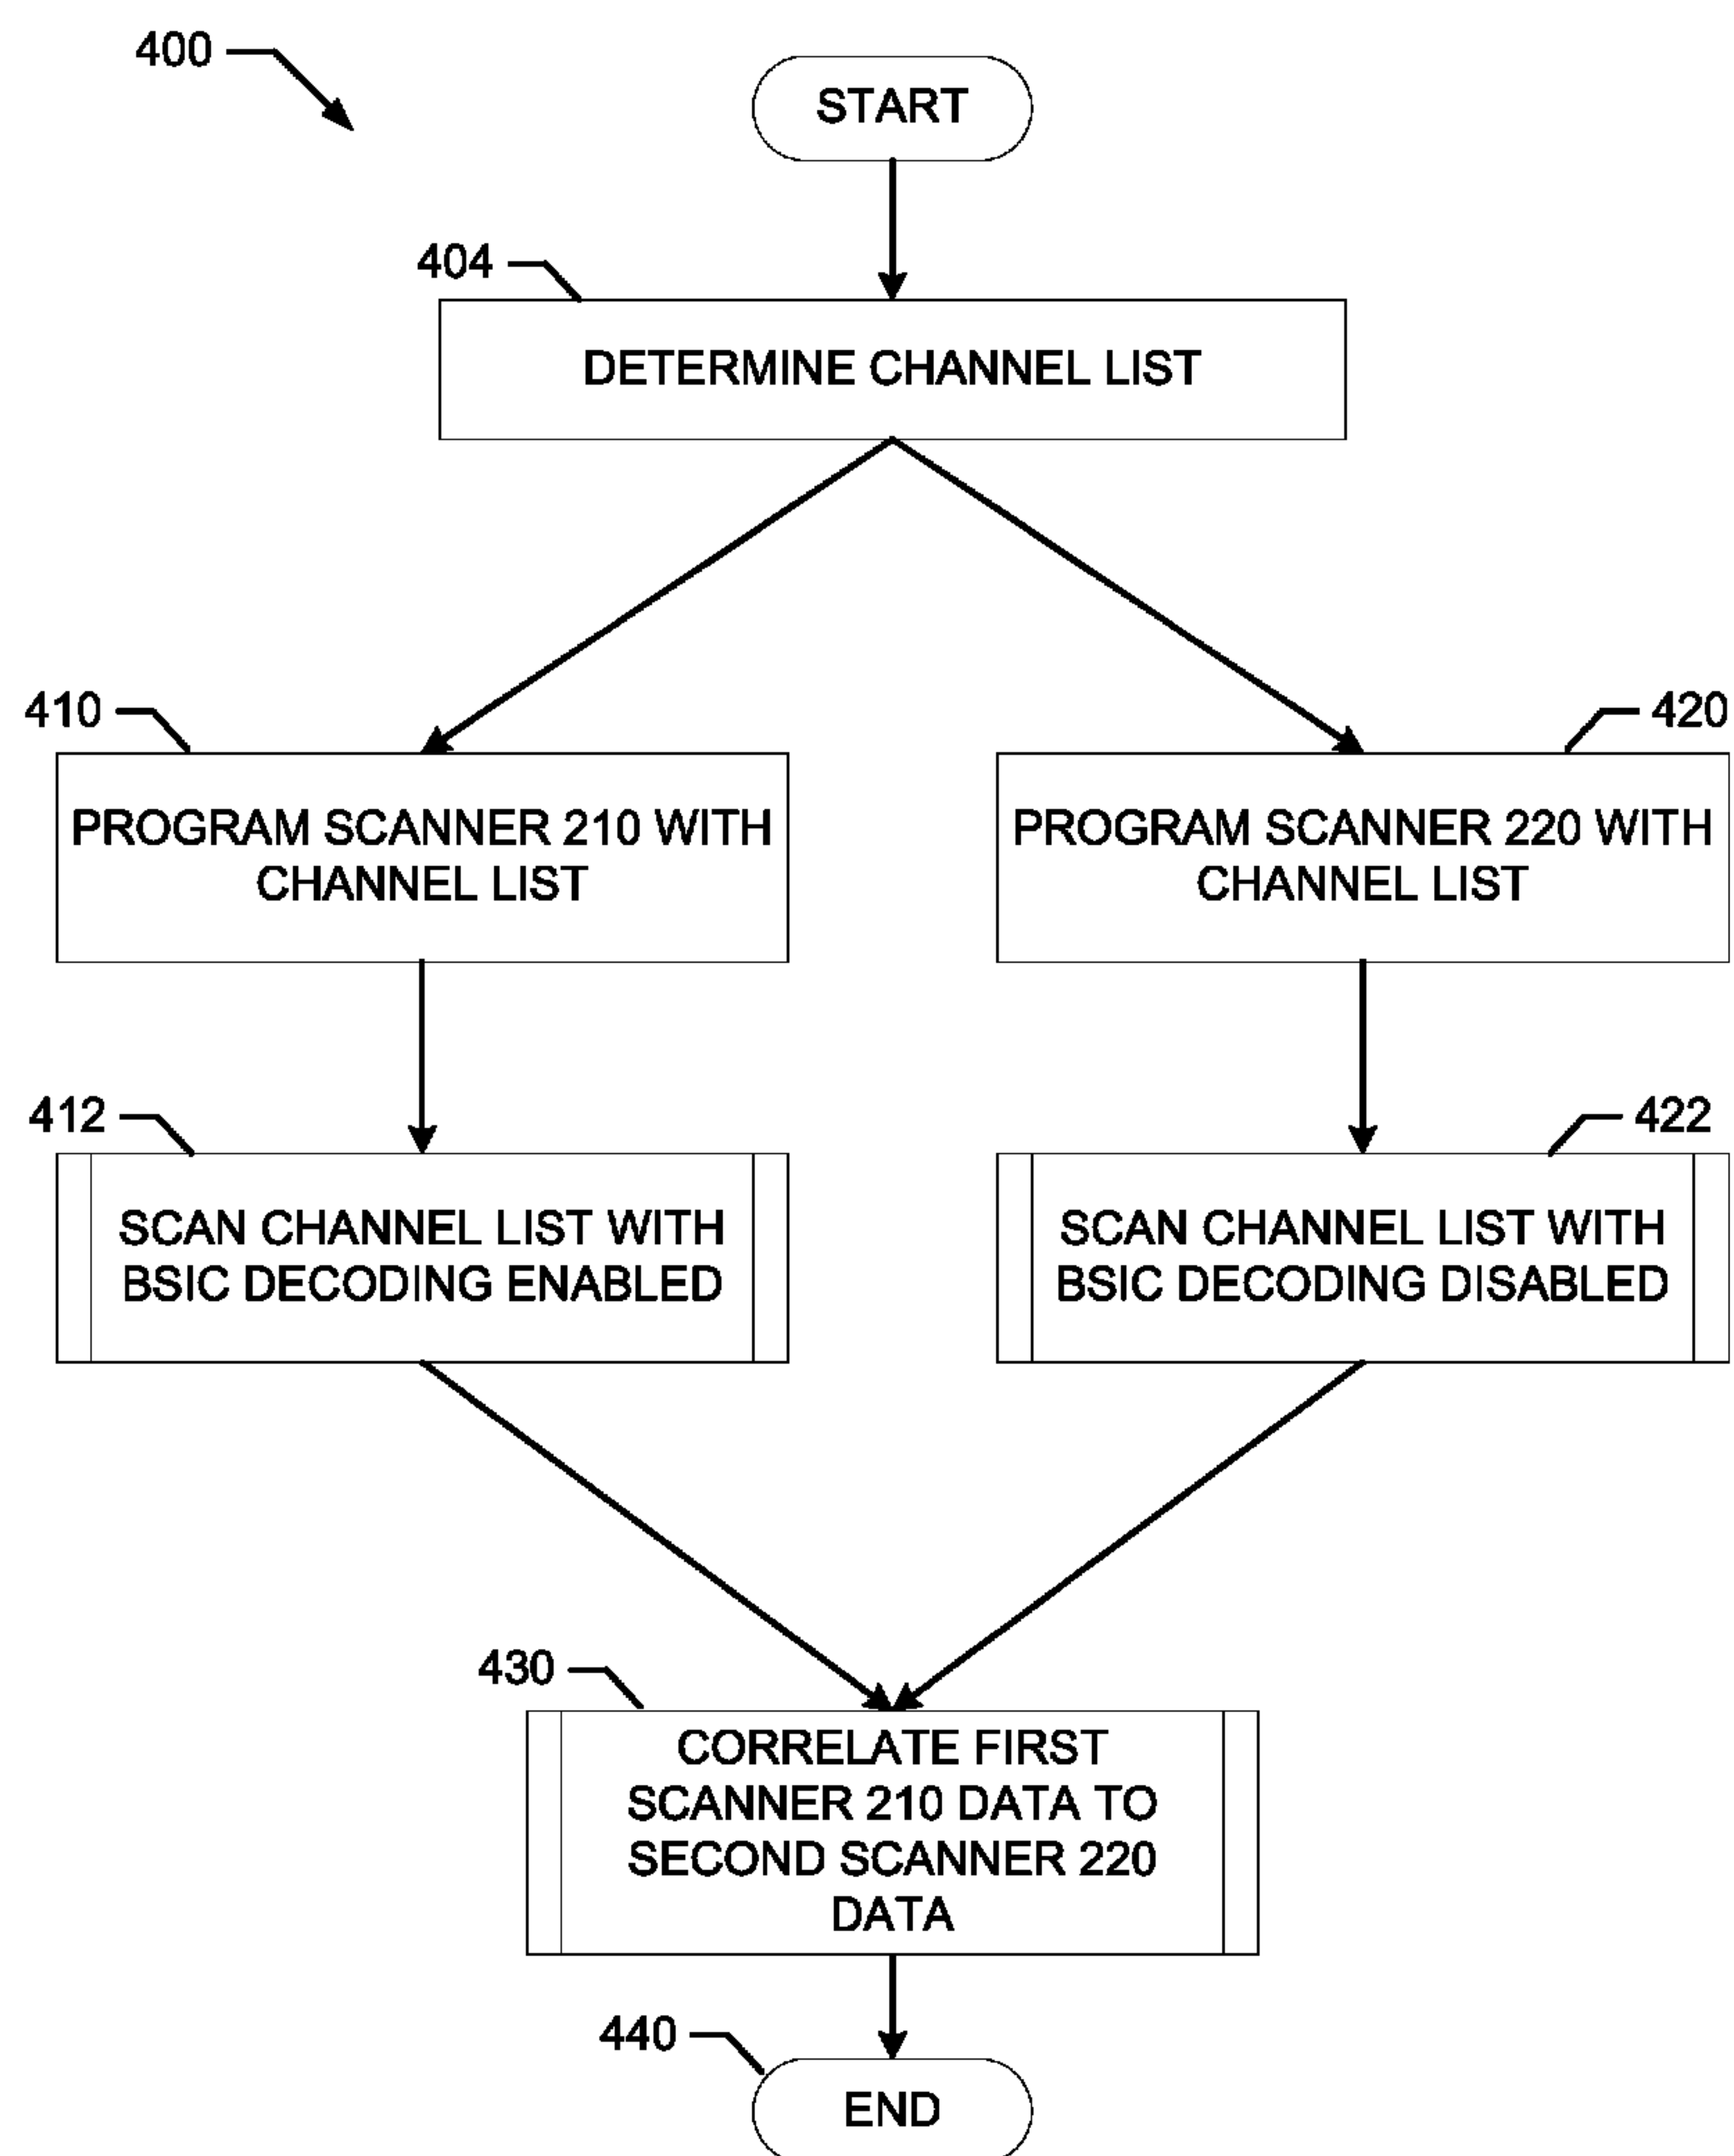 400
START
404
DETERMINE CHANNEL LIST
410
420
PROGRAM SCANNER 210 WITH
CHANNEL LIST
PROGRAM SCANNER 220 WITH
CHANNEL LIST
412
422
SCAN CHANNEL LIST WITH
BSIC DECODING ENABLED
SCAN CHANNEL LIST WITH
BSIC DECODING DISABLED
430
CORRELATE FIRST
SCANNER 210 DATA TO
SECOND SCANNER 220
DATA
440
END